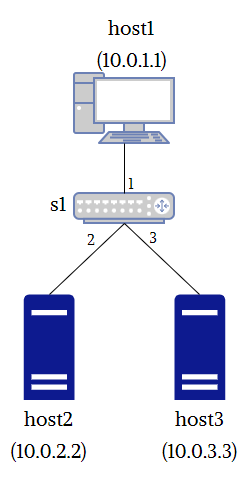 host1
(10.0.1.1)
1
s1
2
3
host2
host3
(10.0.2.2)
(10.0.3.3)